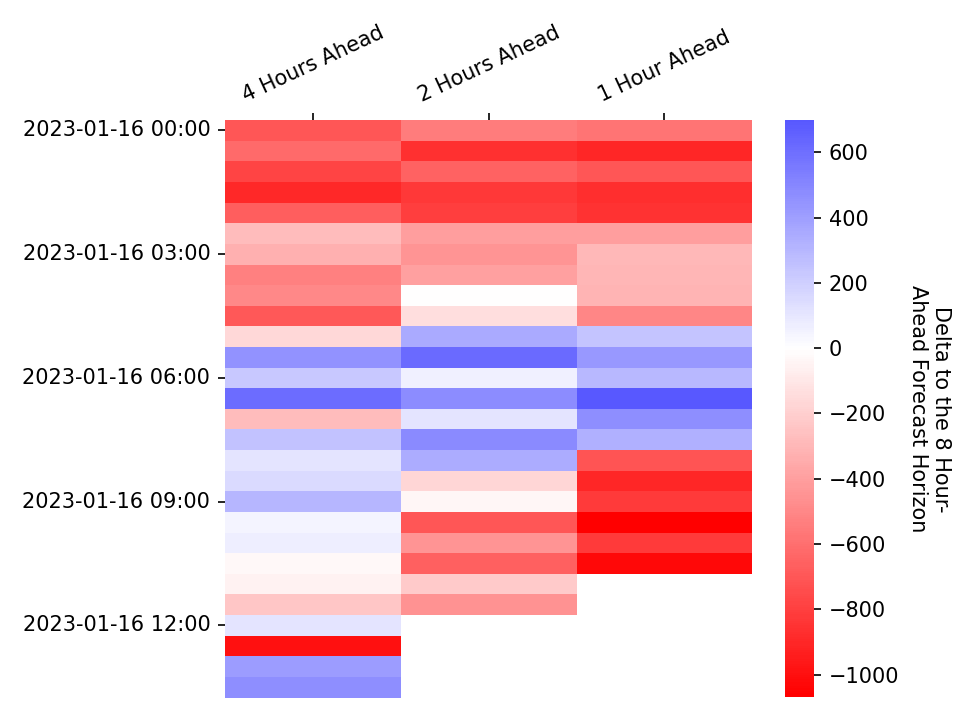 4 Hours Ahead
2 Hours Ahead
1 Hour Ahead
2023-01-16 00:00
2023-01-16 03:00
2023-01-16 06:00
2023-01-16 09:00
2023-01-16 12:00
600
400
200
0
−200
−400
−600
−800
−1000
Delta to the 8 Hour-
Ahead Forecast Horizon